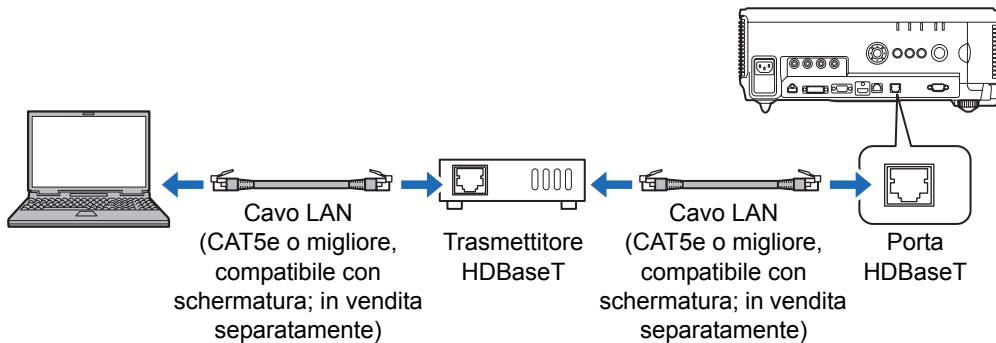 Cavo LAN
(CAT5e o migliore,
compatibile con
schermatura; in vendita
separatamente)
Trasmettitore
HDBaseT
Cavo LAN
(CAT5e o migliore,
compatibile con
schermatura; in vendita
separatamente)
Porta
HDBaseT